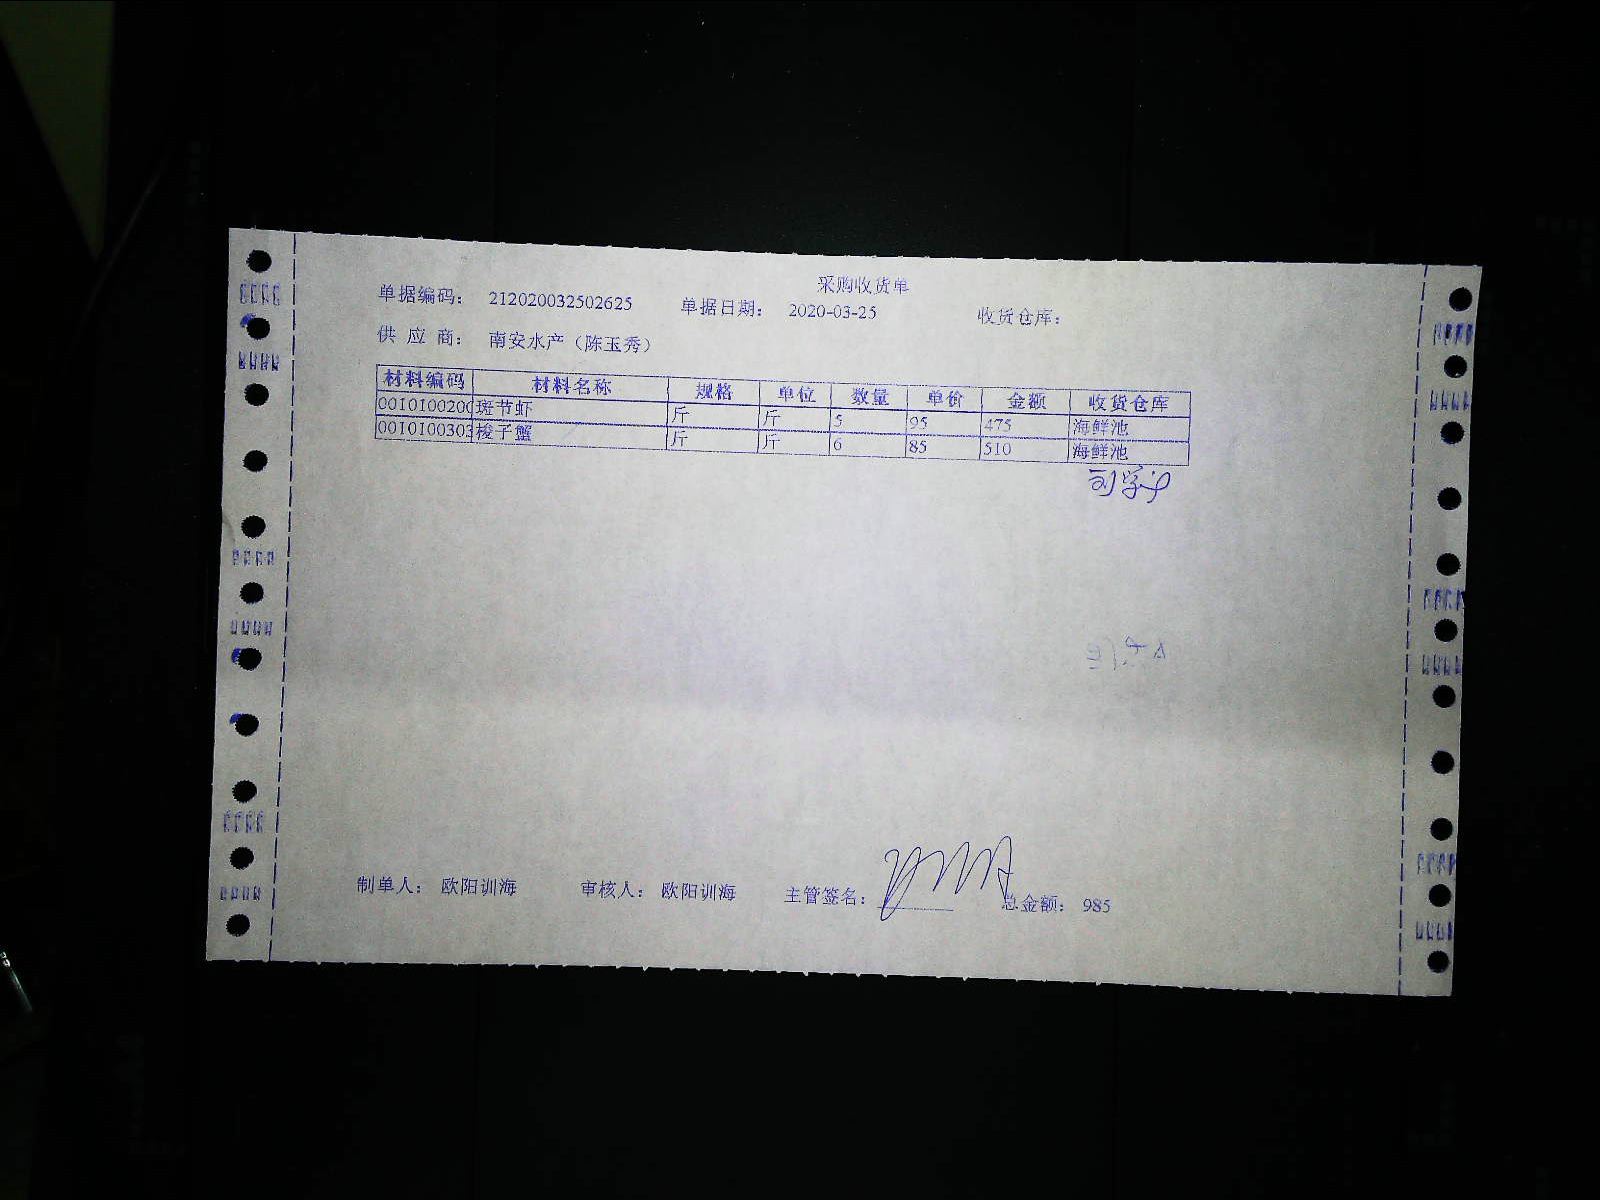 采购收货单
单据编码： 212020032502625 单据日期： 2020-03-25 收货仓库：
供 应 商： 南安水产（陈玉秀）
材料编码 材料名称 规格 单位 数量 单价 金额 收货仓库
0010100200 斑节虾 斤 斤 5 95 475 海鲜池
0010100303 梭子蟹 斤 斤 6 85 510 海鲜池
制单人： 欧阳训海 审核人： 欧阳训海 主管签名： 总金额： 985